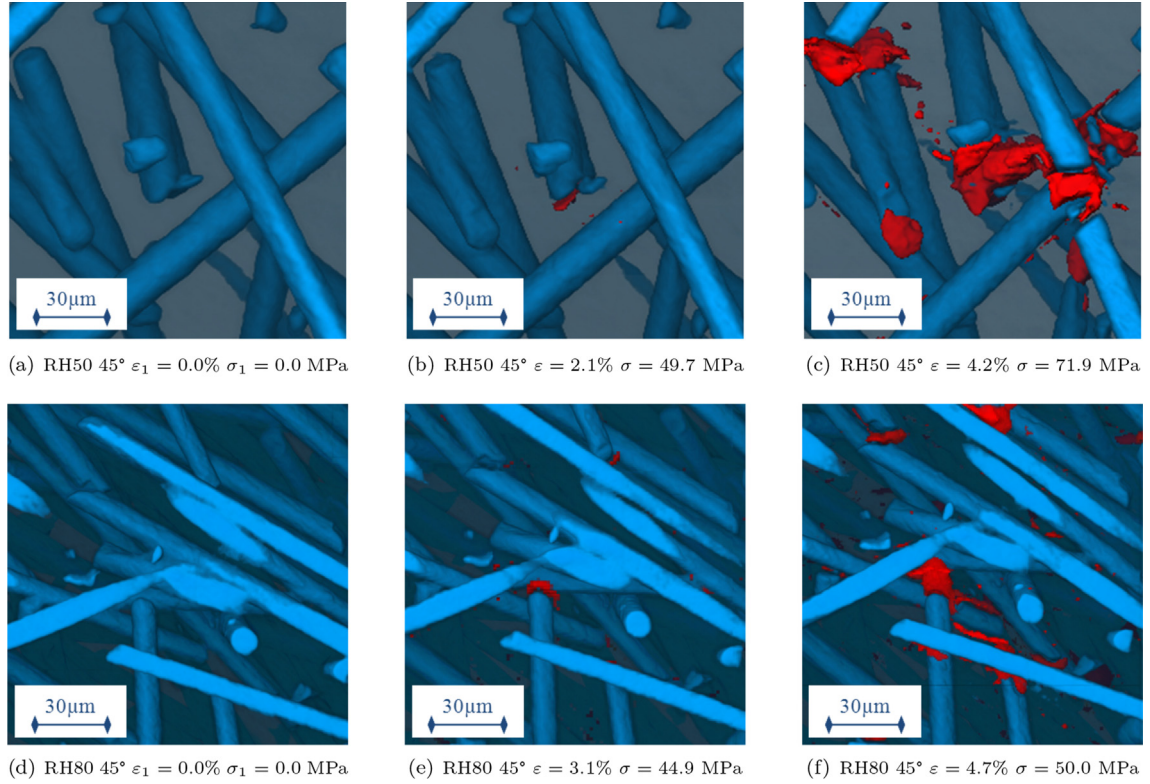 30μm
30μm
30μm
(a) RH50 45° ε₁ = 0.0% σ₁ = 0.0 MPa
(b) RH50 45° ε = 2.1% σ = 49.7 MPa
(c) RH50 45° ε = 4.2% σ = 71.9 MPa
30μm
30μm
30μm
(d) RH80 45° ε₁ = 0.0% σ₁ = 0.0 MPa
(e) RH80 45° ε = 3.1% σ = 44.9 MPa
(f) RH80 45° ε = 4.7% σ = 50.0 MPa